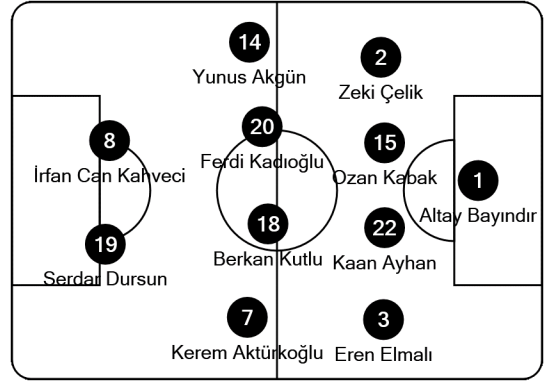 14
Yunus Akgün
2
Zeki Çelik
8
İrfan Can Kahveci
20
Ferdi Kadıoğlu
15
Ozan Kabak
1
Altay Bayındır
19
Serdar Dursun
18
Berkan Kutlu
22
Kaan Ayhan
7
Kerem Aktürkoğlu
3
Eren Elmalı